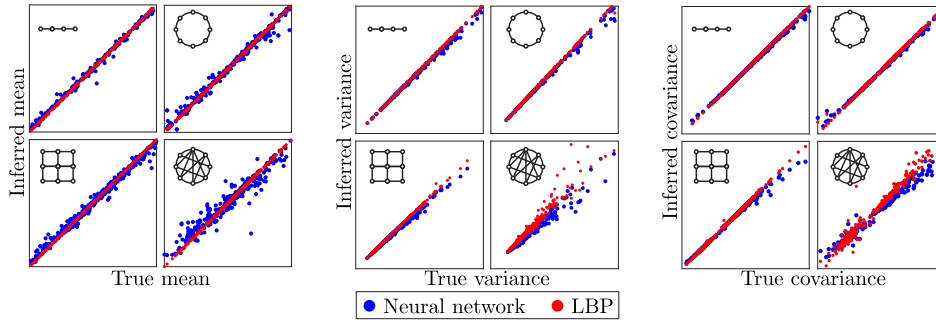 Inferred mean
True mean
Inferred variance
True variance
Inferred covariance
True covariance
Neural network
LBP